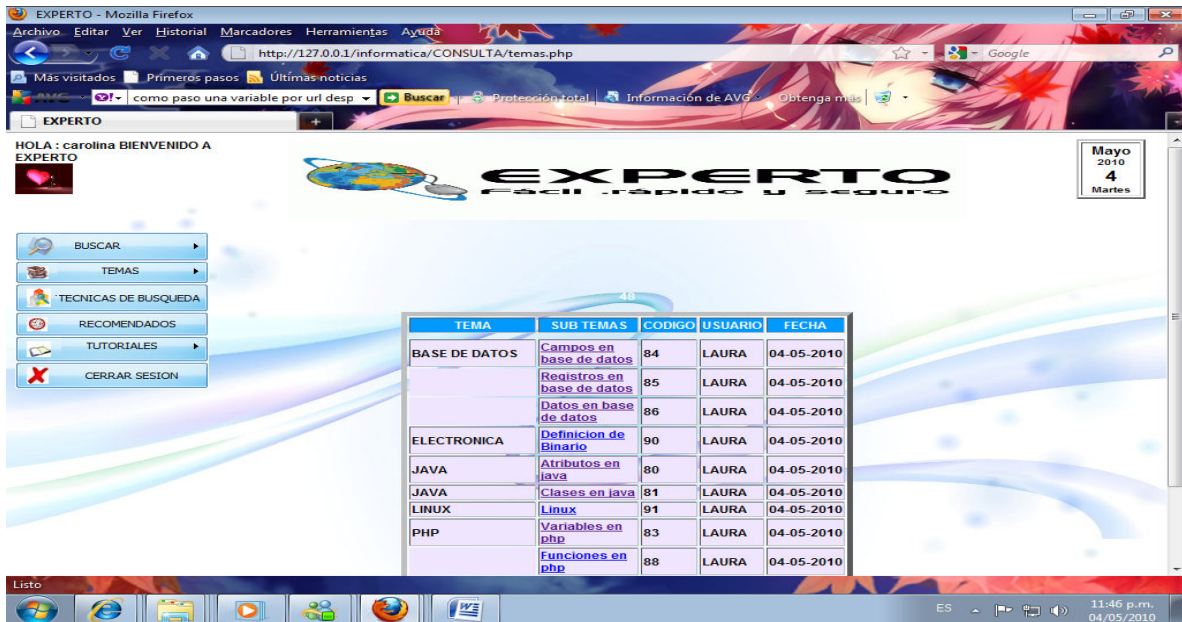 EXPERTO - Mozilla Firefox
Archivo Editar Ver Historial Marcadores Herramientas Ayuda
http://127.0.0.1/informatica/CONSULTA/temas.php
Google
Más visitados Primeros pasos Últimas noticias
AVG como paso una variable por url desp Buscar Protección total Información de AVG Obtenga más
EXPERTO
HOLA : carolina BIENVENIDO A
EXPERTO
EXPERTO
Fácil ,rápido y seguro
Mayo
2010
4
Martes
BUSCAR
TEMAS
TECNICAS DE BUSQUEDA
RECOMENDADOS
TUTORIALES
CERRAR SESION
48
TEMA SUB TEMAS CODIGO USUARIO FECHA
BASE DE DATOS Campos en base de datos 84 LAURA 04-05-2010
Registros en base de datos 85 LAURA 04-05-2010
Datos en base de datos 86 LAURA 04-05-2010
ELECTRONICA Definicion de Binario 90 LAURA 04-05-2010
JAVA Atributos en java 80 LAURA 04-05-2010
JAVA Clases en java 81 LAURA 04-05-2010
LINUX Linux 91 LAURA 04-05-2010
PHP Variables en php 83 LAURA 04-05-2010
Funciones en php 88 LAURA 04-05-2010
Listo
ES
11:46 p.m.
04/05/2010